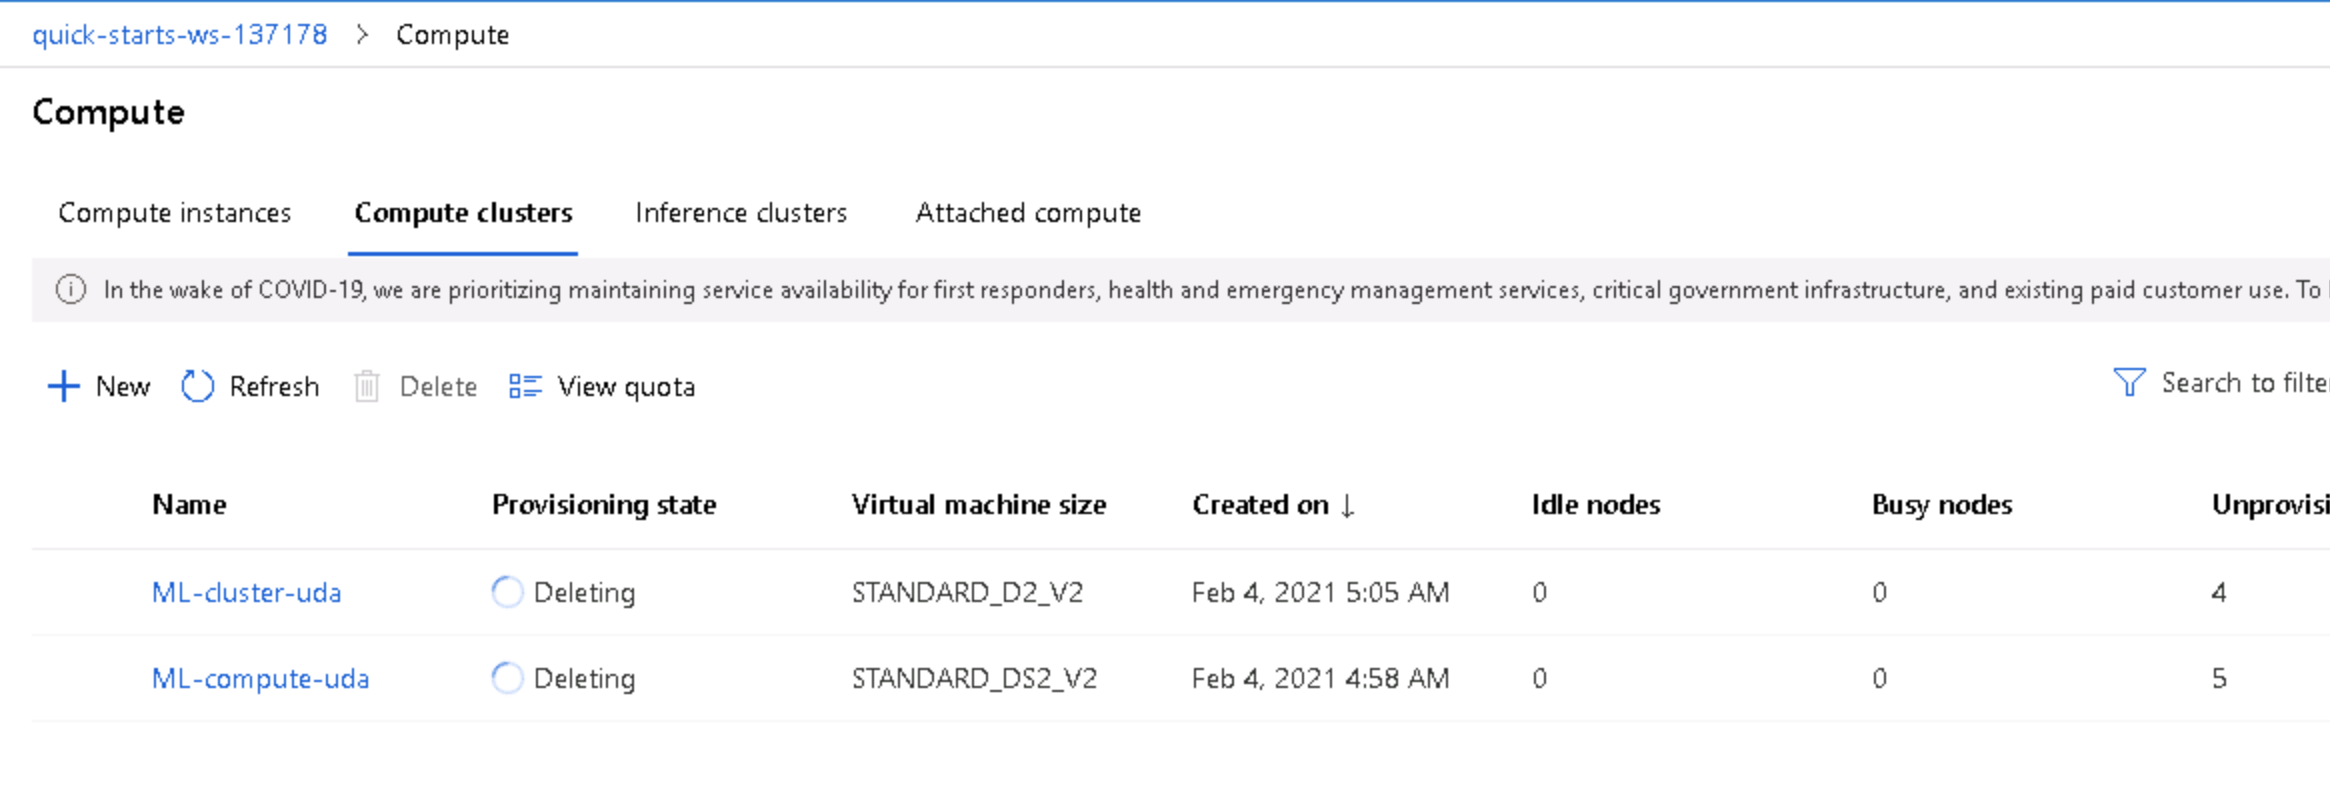 quick-starts-ws-137178 > Compute
Compute
Compute instances Compute clusters Inference clusters Attached compute
In the wake of COVID-19, we are prioritizing maintaining service availability for first responders, health and emergency management services, critical government infrastructure, and existing paid customer use. To
New Refresh Delete View quota Search to filter
Name Provisioning state Virtual machine size Created on ↓ Idle nodes Busy nodes Unprovisi
ML-cluster-uda Deleting STANDARD_D2_V2 Feb 4, 2021 5:05 AM 0 0 4
ML-compute-uda Deleting STANDARD_DS2_V2 Feb 4, 2021 4:58 AM 0 0 5